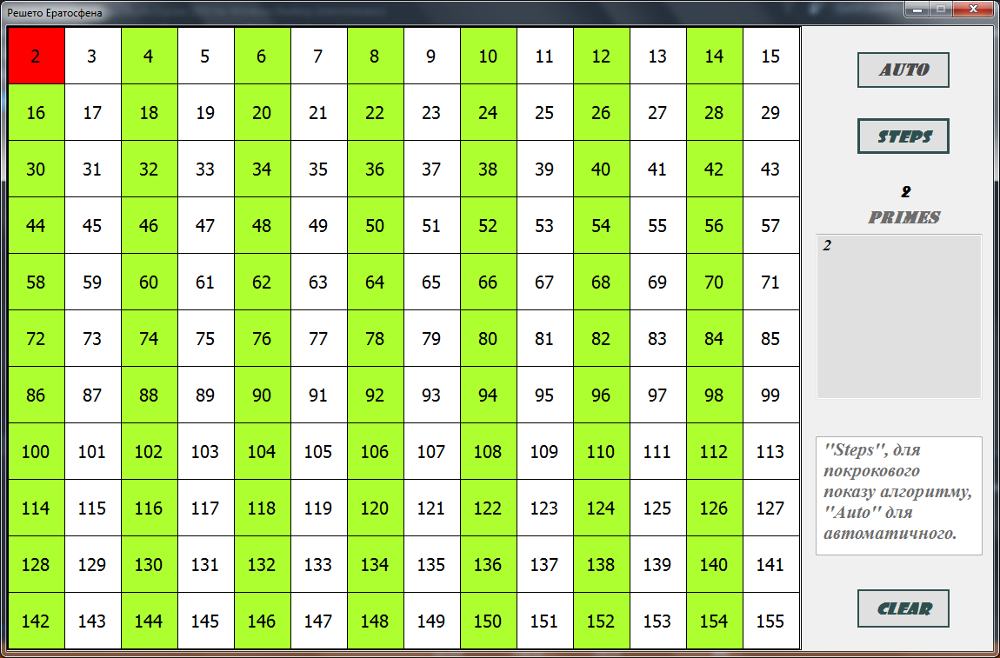 Решето Ератосфена
2 3 4 5 6 7 8 9 10 11 12 13 14 15
16 17 18 19 20 21 22 23 24 25 26 27 28 29
30 31 32 33 34 35 36 37 38 39 40 41 42 43
44 45 46 47 48 49 50 51 52 53 54 55 56 57
58 59 60 61 62 63 64 65 66 67 68 69 70 71
72 73 74 75 76 77 78 79 80 81 82 83 84 85
86 87 88 89 90 91 92 93 94 95 96 97 98 99
100 101 102 103 104 105 106 107 108 109 110 111 112 113
114 115 116 117 118 119 120 121 122 123 124 125 126 127
128 129 130 131 132 133 134 135 136 137 138 139 140 141
142 143 144 145 146 147 148 149 150 151 152 153 154 155
AUTO
STEPS
2
PRIMES
2
"Steps", для
покрокового
показу алгоритму,
"Auto" для
автоматичного.
CLEAR